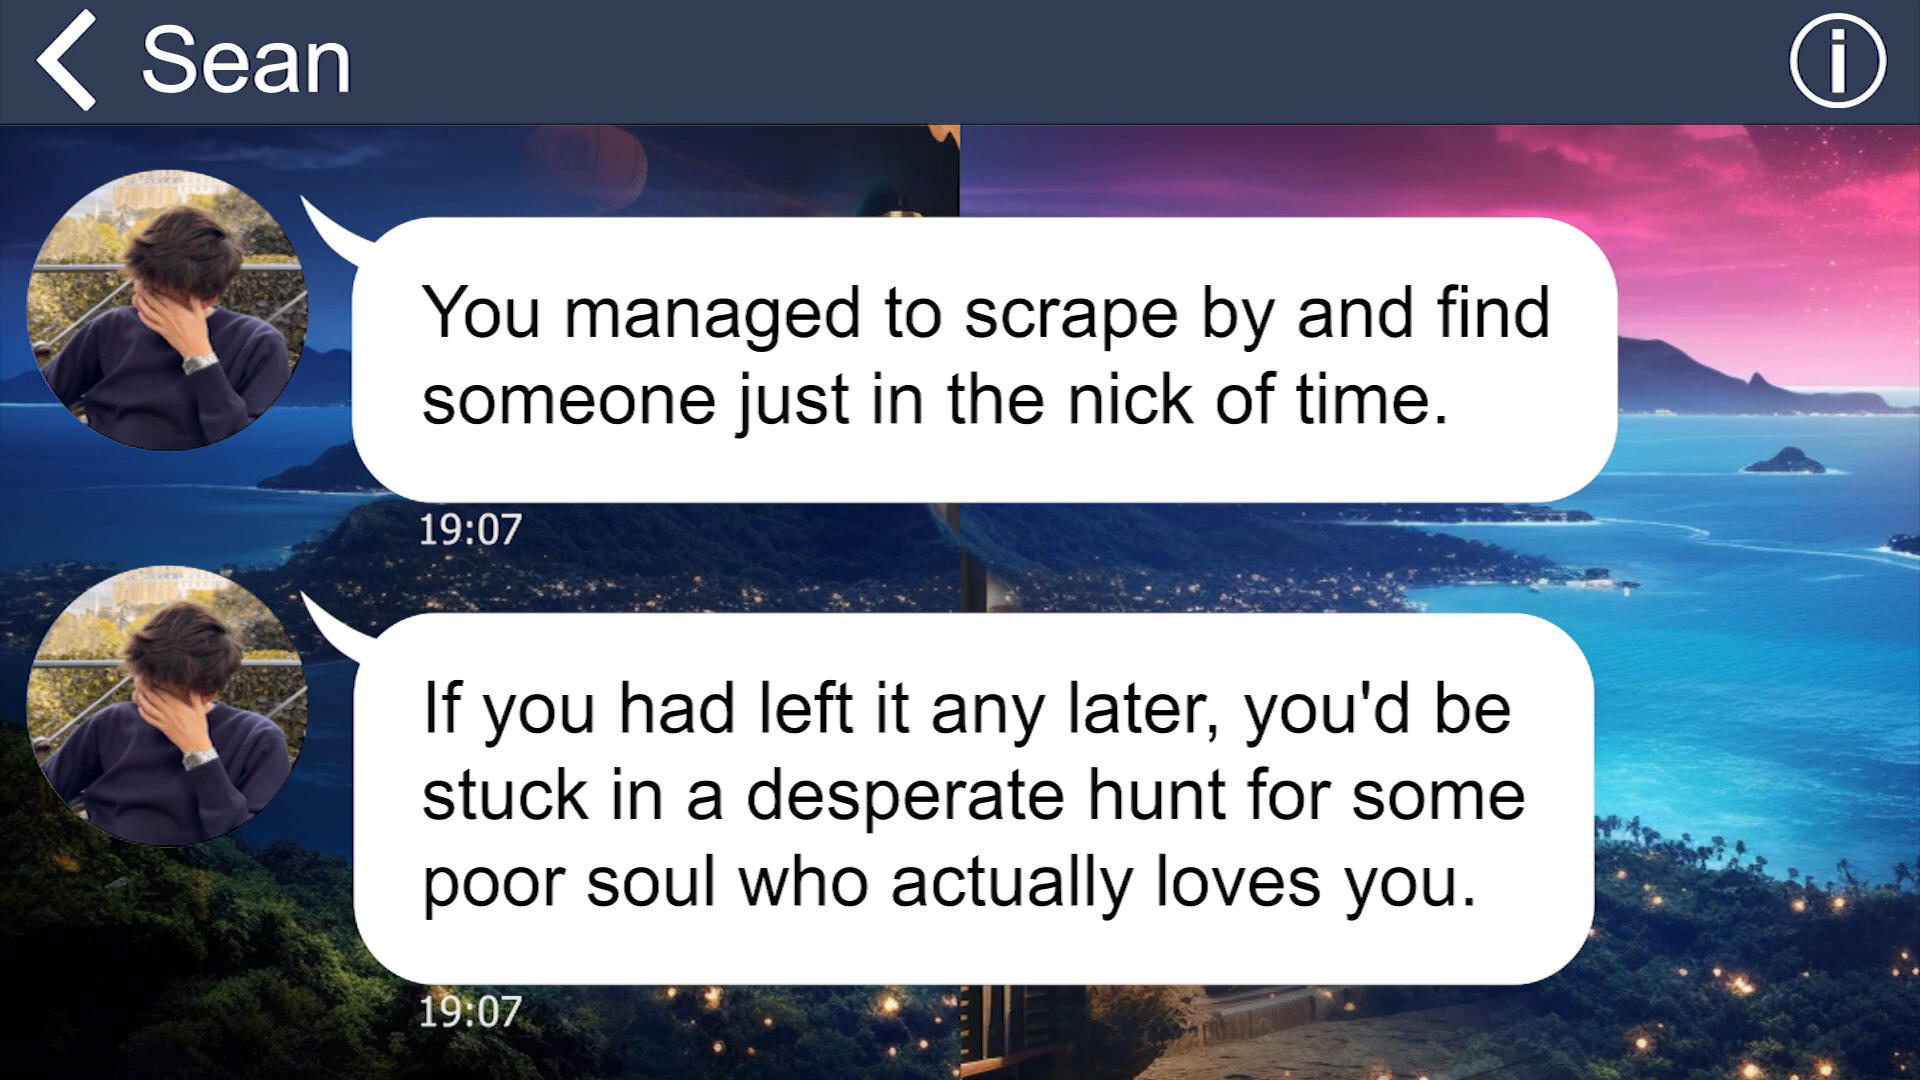 Sean
You managed to scrape by and find
someone just in the nick of time.
19:07
If you had left it any later, you'd be
stuck in a desperate hunt for some
poor soul who actually loves you.
19:07